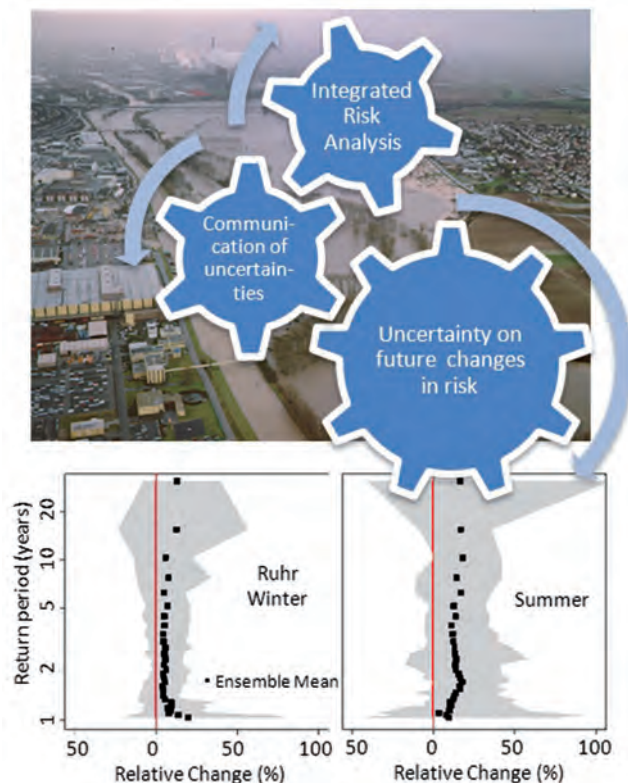 Integrated
Risk
Analysis
Communi-
cation of
uncertain-
ties
Uncertainty on
future changes
in risk
Return period (years)
20
10
5
2
1
Ruhr
Winter
Ensemble Mean
50
0
50
100
Relative Change (%)
Summer
50
0
50
100
Relative Change (%)